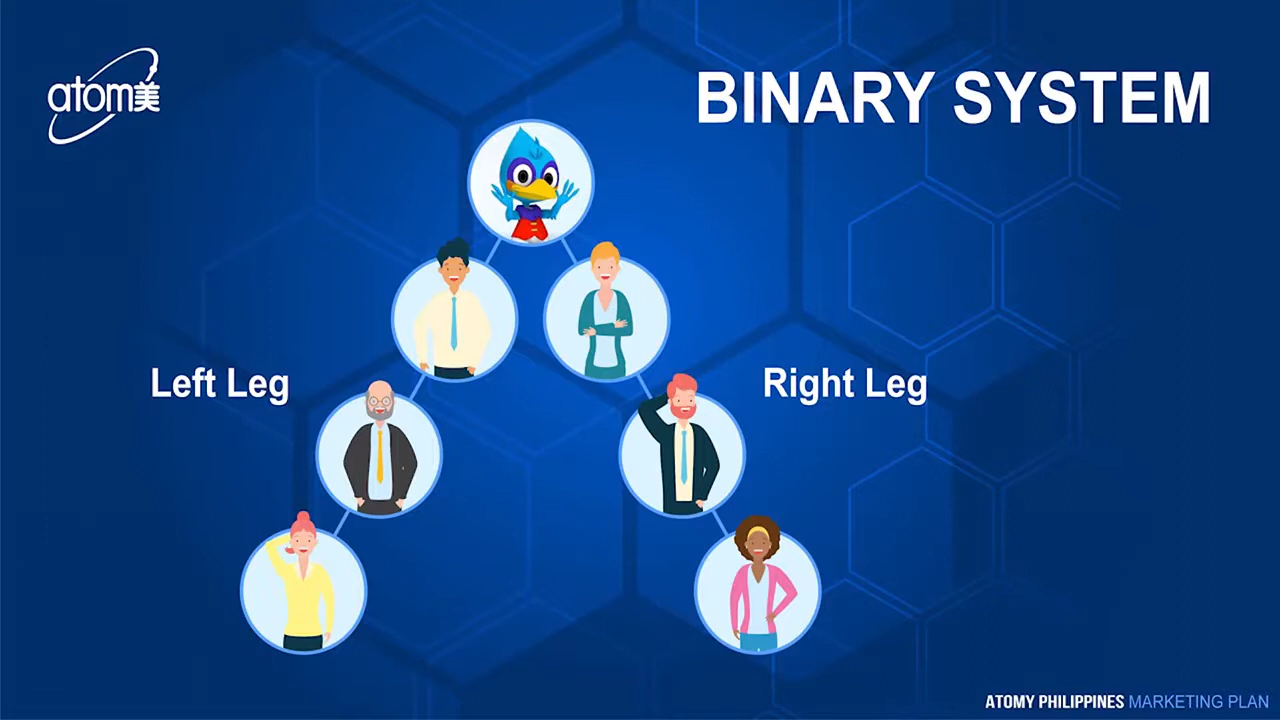 atom美
BINARY SYSTEM
Left Leg
Right Leg
ATOMY PHILIPPINES MARKETING PLAN